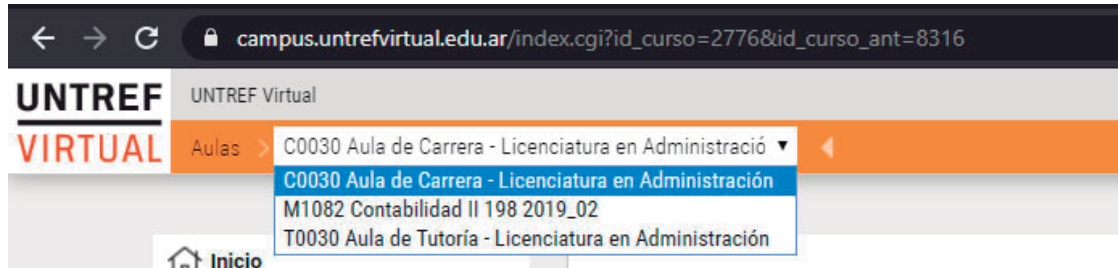 campus.untrefvirtual.edu.ar/index.cgi?id_curso=2776&id_curso_ant=8316
UNTREF
VIRTUAL
UNTREF Virtual
Aulas
C0030 Aula de Carrera - Licenciatura en Administració
C0030 Aula de Carrera - Licenciatura en Administración
M1082 Contabilidad II 198 2019_02
T0030 Aula de Tutoría - Licenciatura en Administración
Inicio